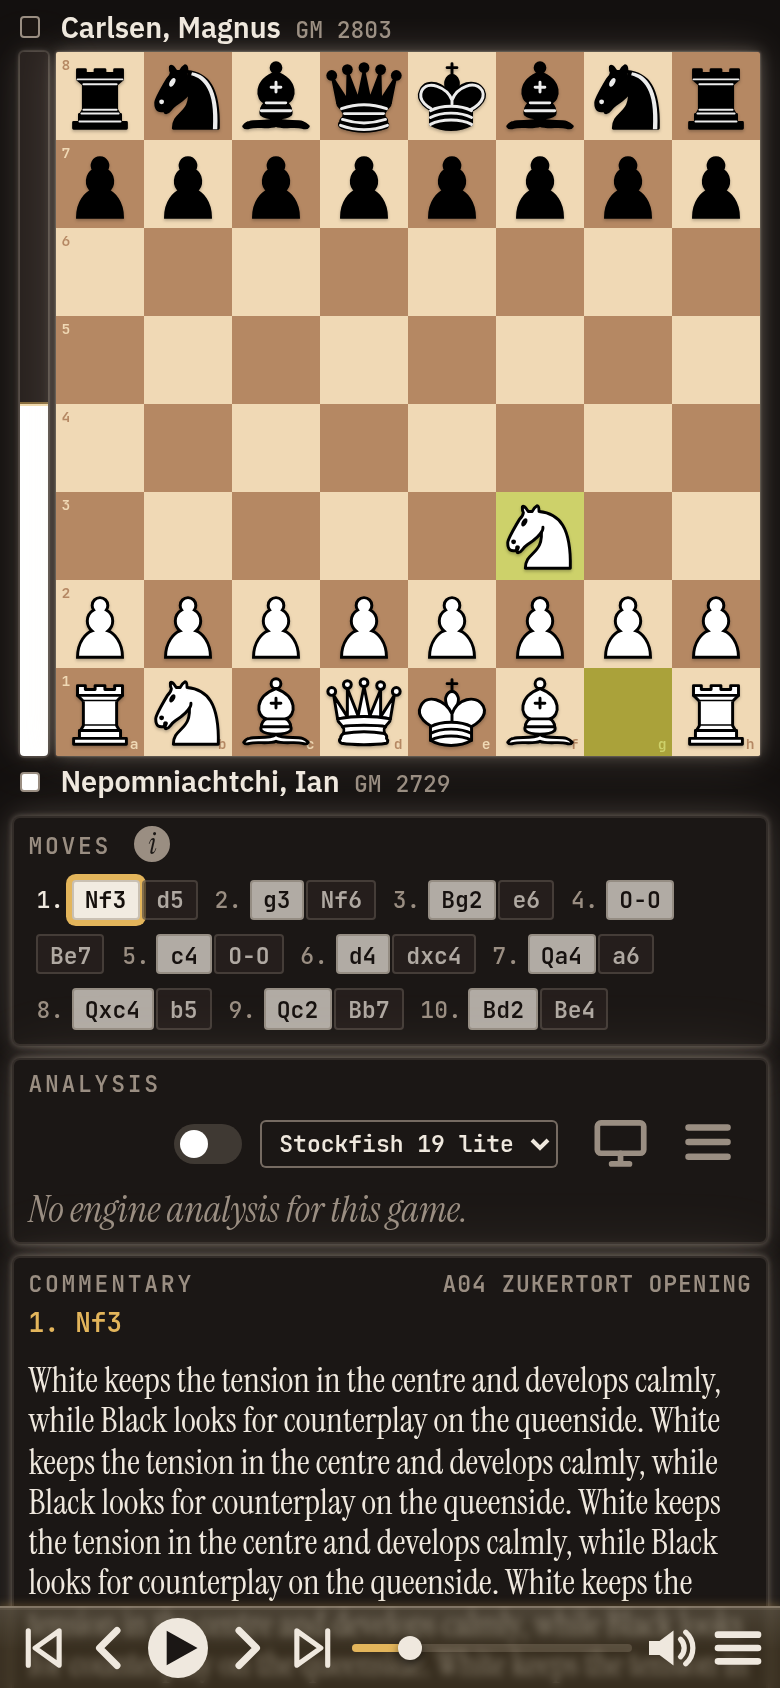 Carlsen, Magnus GM 2803
8
7
6
5
4
3
2
1
a b c d e f g h
Nepomniachtchi, Ian GM 2729
MOVES i
1. Nf3 d5 2. g3 Nf6 3. Bg2 e6 4. O-O
Be7 5. c4 O-O 6. d4 dxc4 7. Qa4 a6
8. Qxc4 b5 9. Qc2 Bb7 10. Bd2 Be4
ANALYSIS
Stockfish 19 lite
No engine analysis for this game.
COMMENTARY A04 ZUKERTORT OPENING
1. Nf3
White keeps the tension in the centre and develops calmly,
while Black looks for counterplay on the queenside. White
keeps the tension in the centre and develops calmly, while
Black looks for counterplay on the queenside. White keeps
the tension in the centre and develops calmly, while Black
looks for counterplay on the queenside. White keeps the